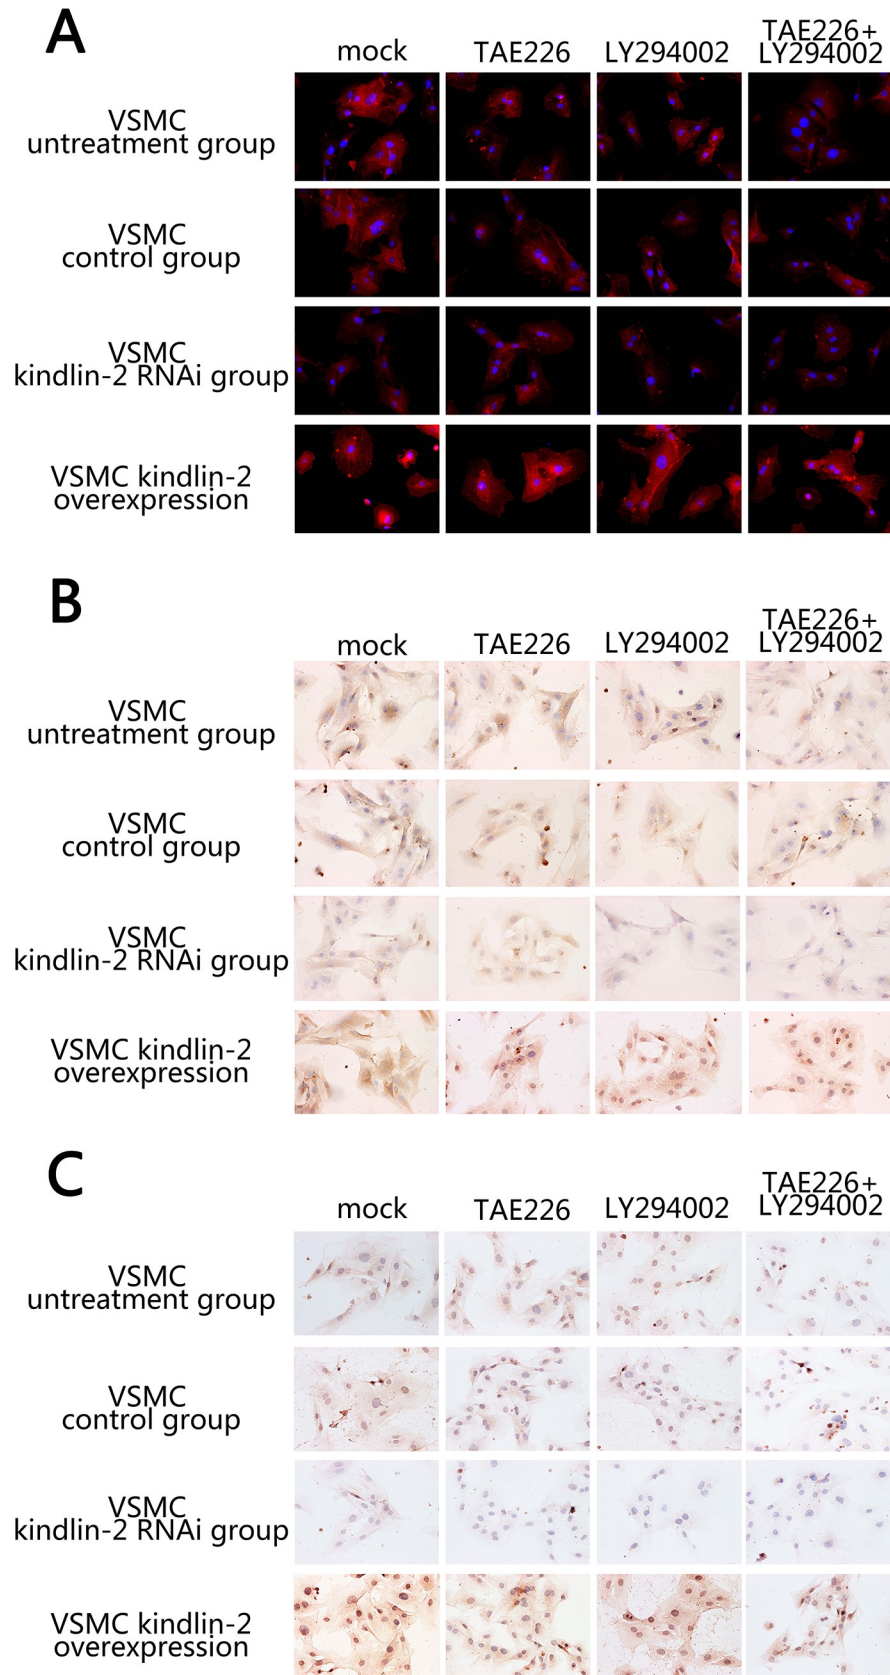 A
mock TAE226 LY294002 TAE226+
LY294002
VSMC
untreatment group
VSMC
control group
VSMC
kindlin-2 RNAi group
VSMC kindlin-2
overexpression
B
mock TAE226 LY294002 TAE226+
LY294002
VSMC
untreatment group
VSMC
control group
VSMC
kindlin-2 RNAi group
VSMC kindlin-2
overexpression
C
mock TAE226 LY294002 TAE226+
LY294002
VSMC
untreatment group
VSMC
control group
VSMC
kindlin-2 RNAi group
VSMC kindlin-2
overexpression